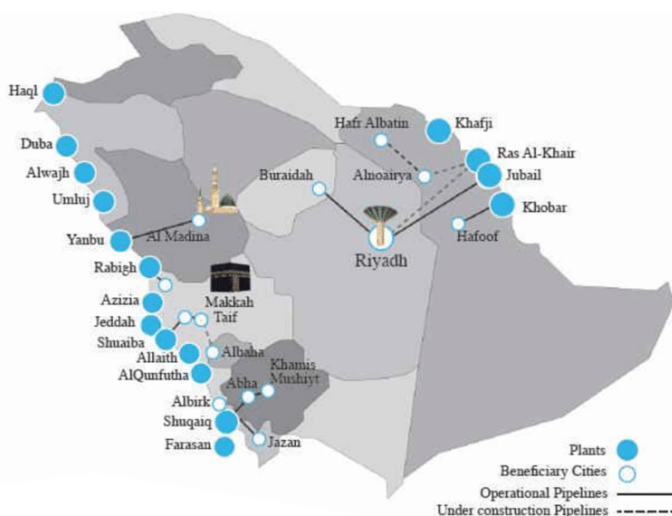 Haql
Duba
Alwajh
Umluj
Yanbu
Al Madina
Rabigh
Azizia
Jeddah
Shuaiba
Allaith
AlQunfutha
Albirk
Shuqaiq
Farasan
Makkah
Taif
Albaha
Abha
Khamis
Mushiyt
Jazan
Buraidah
Riyadh
Hafr Albatin
Alnoairya
Khafji
Ras Al-Khair
Jubail
Khobar
Hafoof
Plants
Beneficiary Cities
Operational Pipelines
Under construction Pipelines